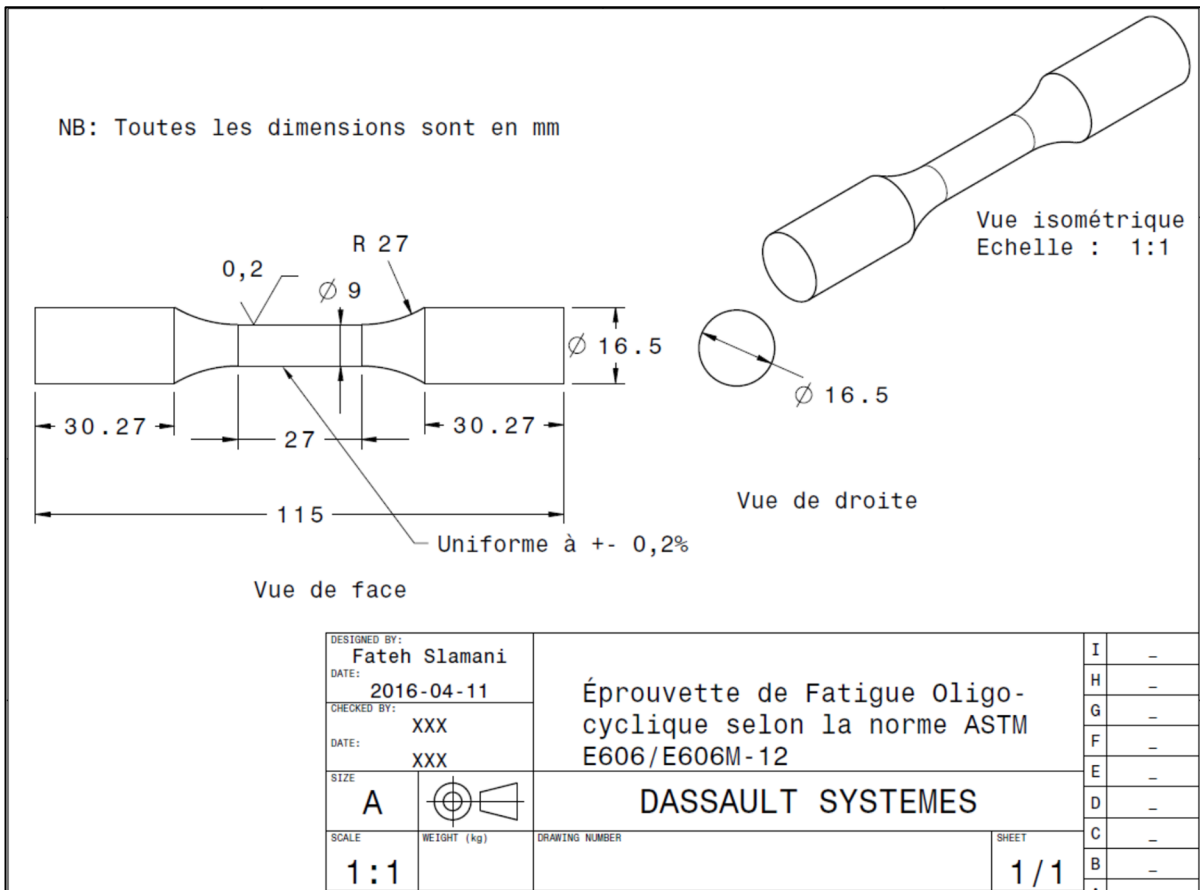 NB: Toutes les dimensions sont en mm
Vue isométrique
Echelle :  1:1
R 27
0,2
∅ 9
∅ 16.5
∅ 16.5
30.27
27
30.27
115
Vue de droite
Uniforme à +- 0,2%
Vue de face
DESIGNED BY:
Fateh Slamani
DATE:
2016-04-11
CHECKED BY:
XXX
DATE:
XXX
Éprouvette de Fatigue Oligo-
cyclique selon la norme ASTM
E606/E606M-12
SIZE
A
DASSAULT SYSTEMES
SCALE
1:1
WEIGHT (kg)
DRAWING NUMBER
SHEET
1/1
I _
H _
G _
F _
E _
D _
C _
B _